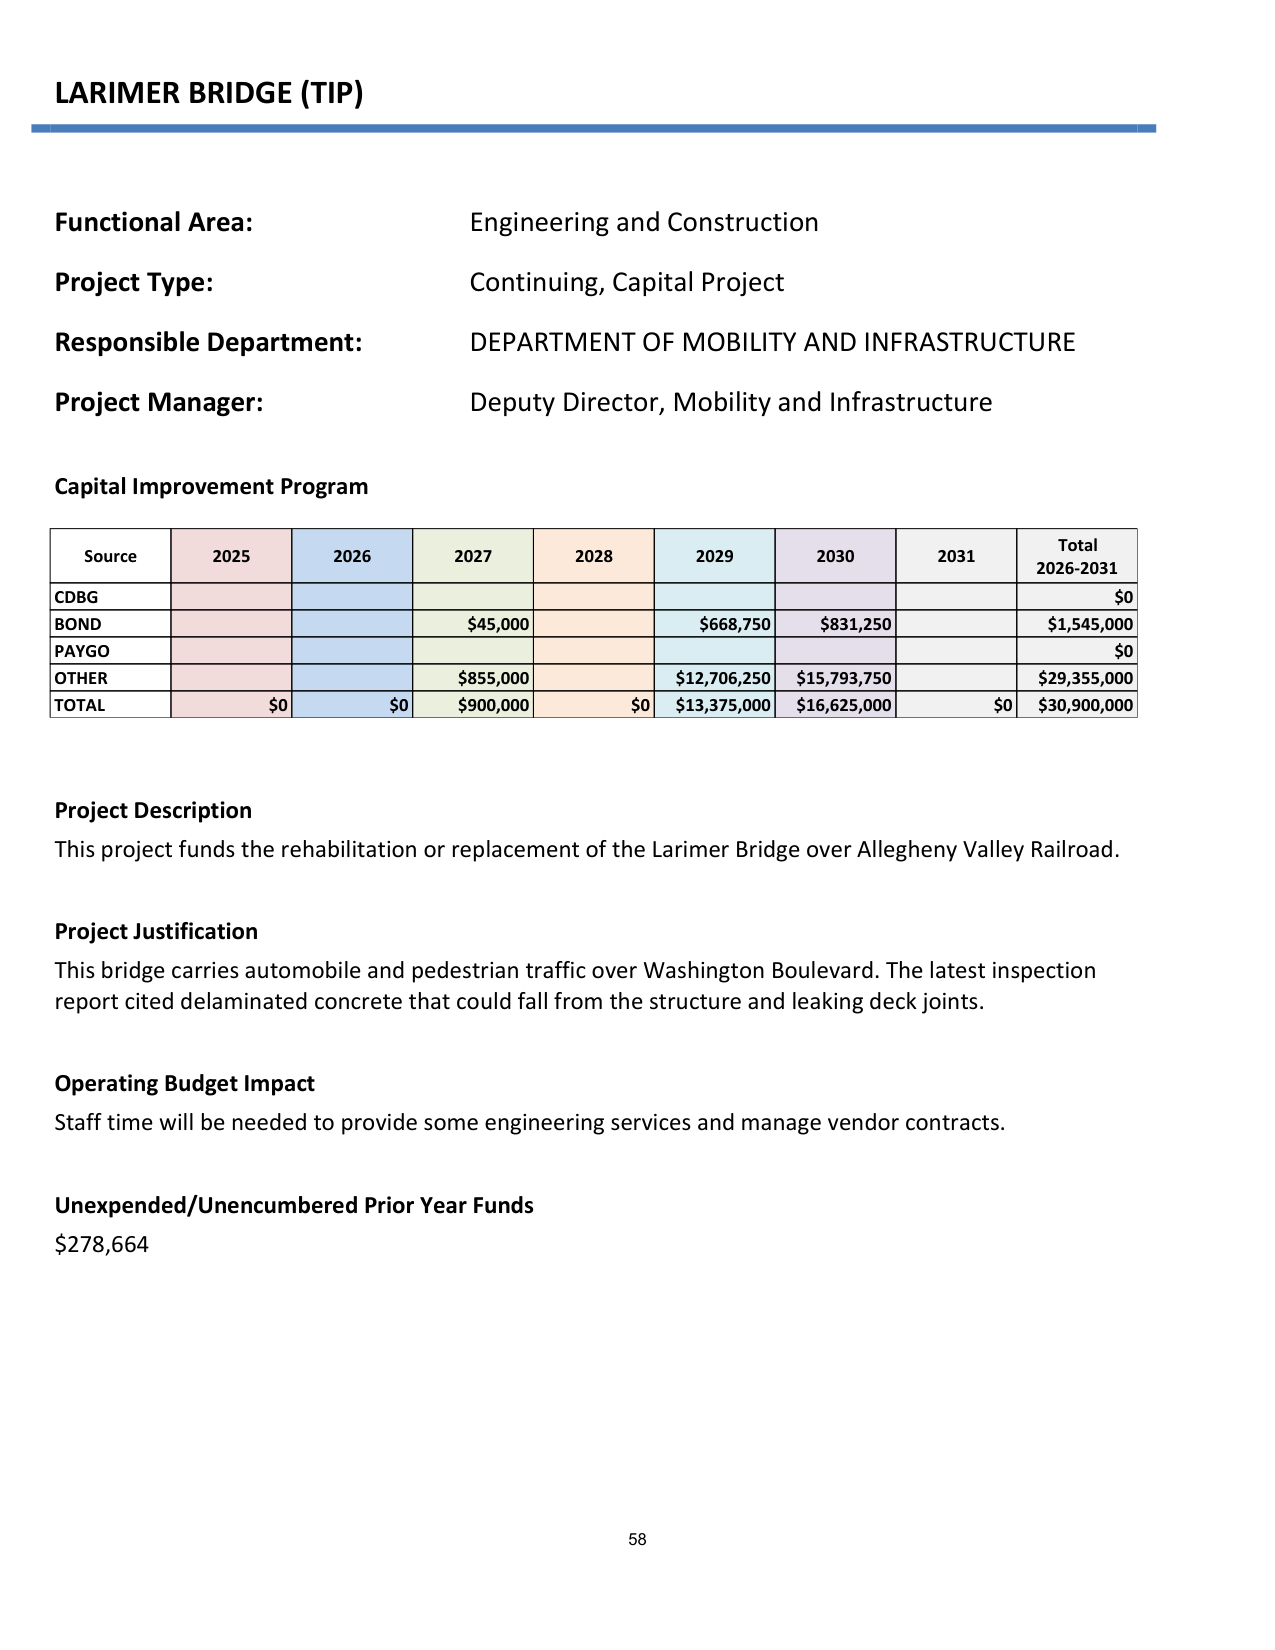 LARIMER BRIDGE (TIP)
Functional Area: Engineering and Construction
Project Type: Continuing, Capital Project
Responsible Department: DEPARTMENT OF MOBILITY AND INFRASTRUCTURE
Project Manager: Deputy Director, Mobility and Infrastructure
Capital Improvement Program
Source 2025 2026 2027 2028 2029 2030 2031 Total 2026-2031
CDBG $0
BOND $45,000 $668,750 $831,250 $1,545,000
PAYGO $0
OTHER $855,000 $12,706,250 $15,793,750 $29,355,000
TOTAL $0 $0 $900,000 $0 $13,375,000 $16,625,000 $0 $30,900,000
Project Description
This project funds the rehabilitation or replacement of the Larimer Bridge over Allegheny Valley Railroad.
Project Justification
This bridge carries automobile and pedestrian traffic over Washington Boulevard. The latest inspection
report cited delaminated concrete that could fall from the structure and leaking deck joints.
Operating Budget Impact
Staff time will be needed to provide some engineering services and manage vendor contracts.
Unexpended/Unencumbered Prior Year Funds
$278,664
58